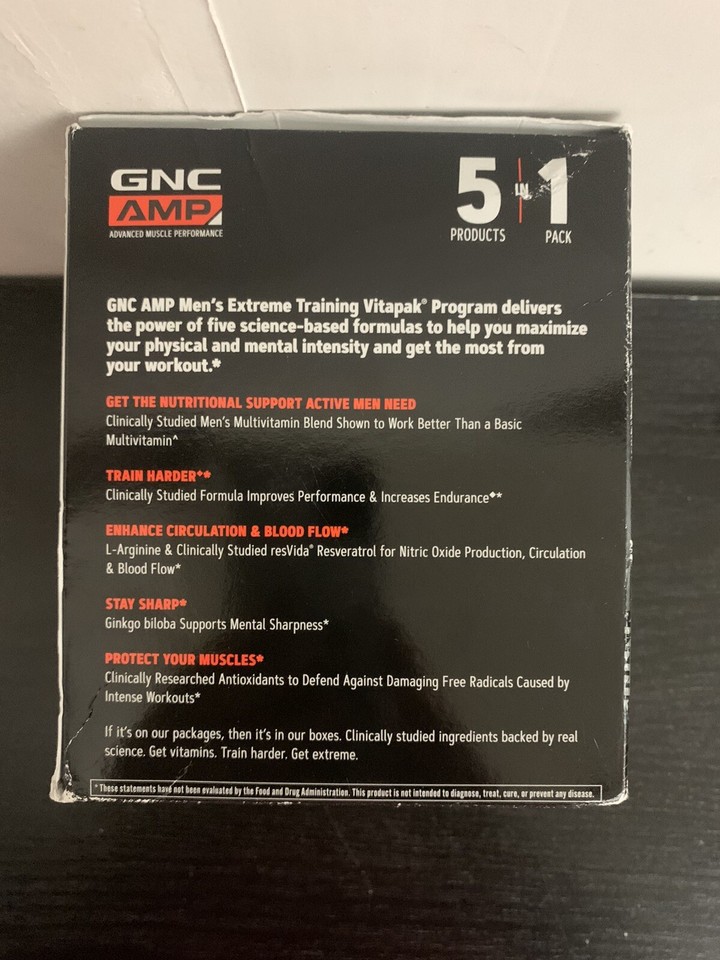 GNC
AMP
ADVANCED MUSCLE PERFORMANCE
5 IN 1
PRODUCTS PACK
GNC AMP Men's Extreme Training Vitapak® Program delivers
the power of five science-based formulas to help you maximize
your physical and mental intensity and get the most from
your workout.*
GET THE NUTRITIONAL SUPPORT ACTIVE MEN NEED
Clinically Studied Men's Multivitamin Blend Shown to Work Better Than a Basic
Multivitamin^
TRAIN HARDER◆*
Clinically Studied Formula Improves Performance & Increases Endurance◆*
ENHANCE CIRCULATION & BLOOD FLOW*
L-Arginine & Clinically Studied resVida® Resveratrol for Nitric Oxide Production, Circulation
& Blood Flow*
STAY SHARP*
Ginkgo biloba Supports Mental Sharpness*
PROTECT YOUR MUSCLES*
Clinically Researched Antioxidants to Defend Against Damaging Free Radicals Caused by
Intense Workouts*
If it's on our packages, then it's in our boxes. Clinically studied ingredients backed by real
science. Get vitamins. Train harder. Get extreme.
* These statements have not been evaluated by the Food and Drug Administration. This product is not intended to diagnose, treat, cure, or prevent any disease.